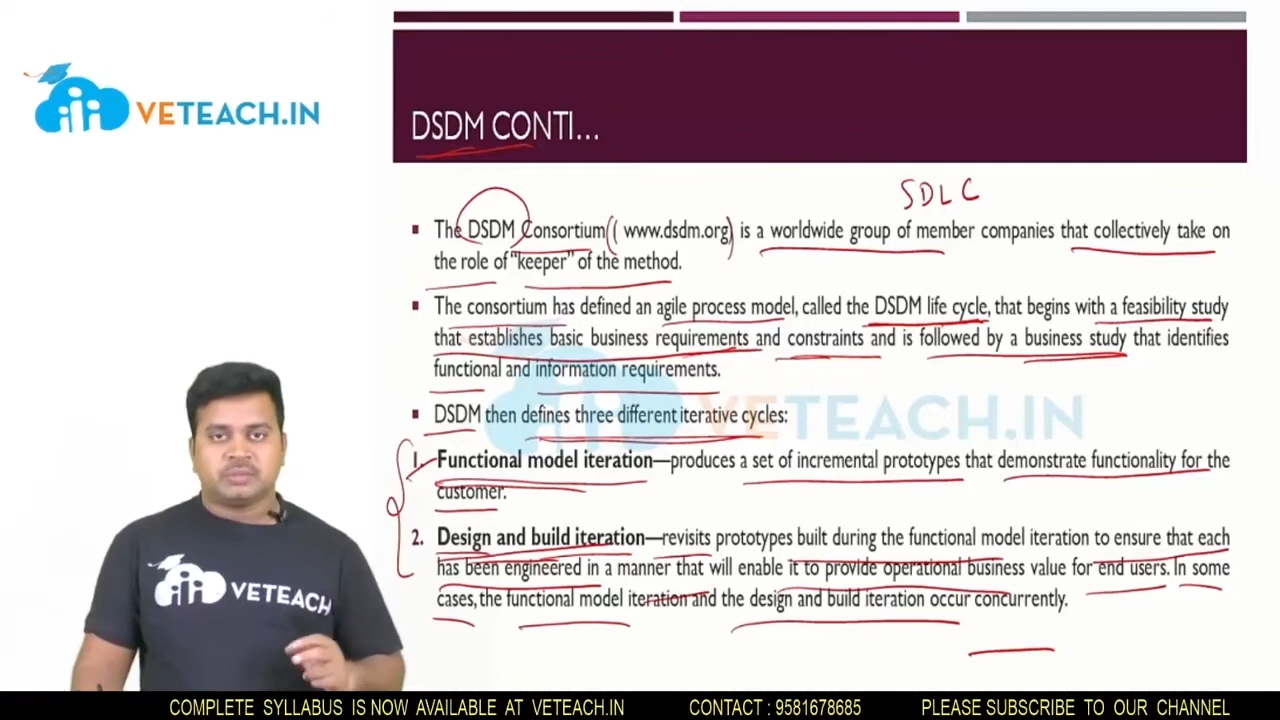 VETEACH.IN
DSDM CONTI...
SDLC
▪ The DSDM Consortium ( www.dsdm.org) is a worldwide group of member companies that collectively take on
the role of “keeper” of the method.
▪ The consortium has defined an agile process model, called the DSDM life cycle, that begins with a feasibility study
that establishes basic business requirements and constraints and is followed by a business study that identifies
functional and information requirements.
▪ DSDM then defines three different iterative cycles:
1. Functional model iteration—produces a set of incremental prototypes that demonstrate functionality for the
customer.
2. Design and build iteration—revisits prototypes built during the functional model iteration to ensure that each
has been engineered in a manner that will enable it to provide operational business value for end users. In some
cases, the functional model iteration and the design and build iteration occur concurrently.
VETEACH.IN
VETEACH
COMPLETE SYLLABUS IS NOW AVAILABLE AT VETEACH.IN CONTACT : 9581678685 PLEASE SUBSCRIBE TO OUR CHANNEL